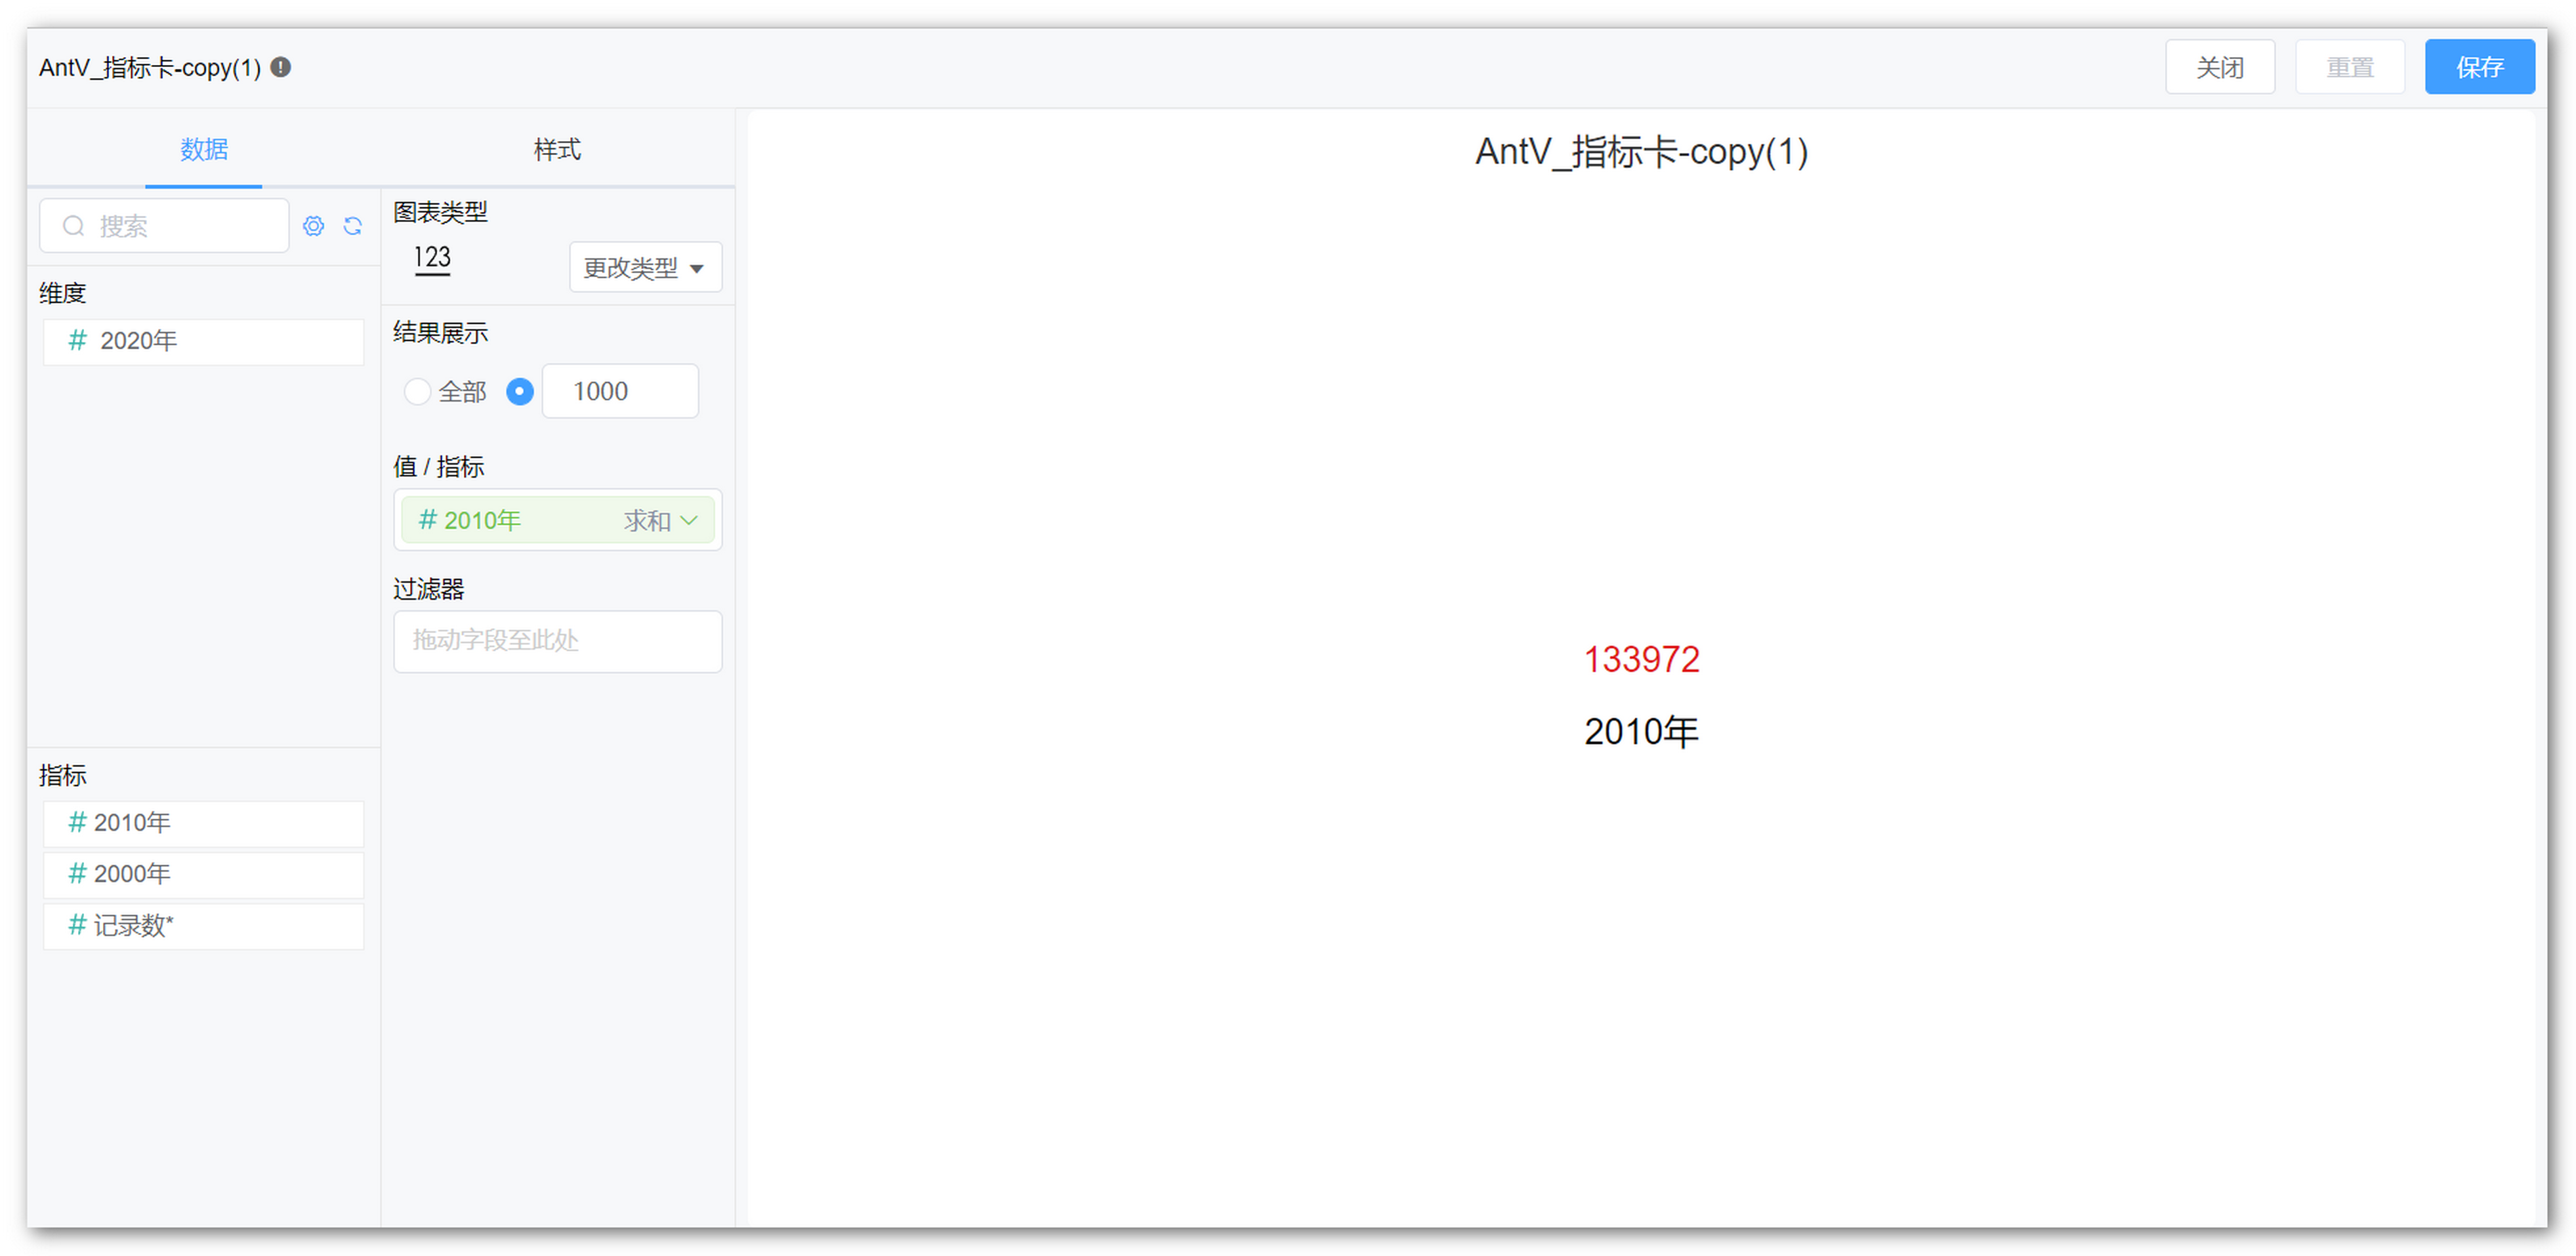 AntV_指标卡-copy(1)
关闭
重置
保存
数据
样式
搜索
维度
# 2020年
指标
# 2010年
# 2000年
# 记录数*
图表类型
123
更改类型
结果展示
全部
1000
值 / 指标
# 2010年 求和
过滤器
拖动字段至此处
AntV_指标卡-copy(1)
133972
2010年